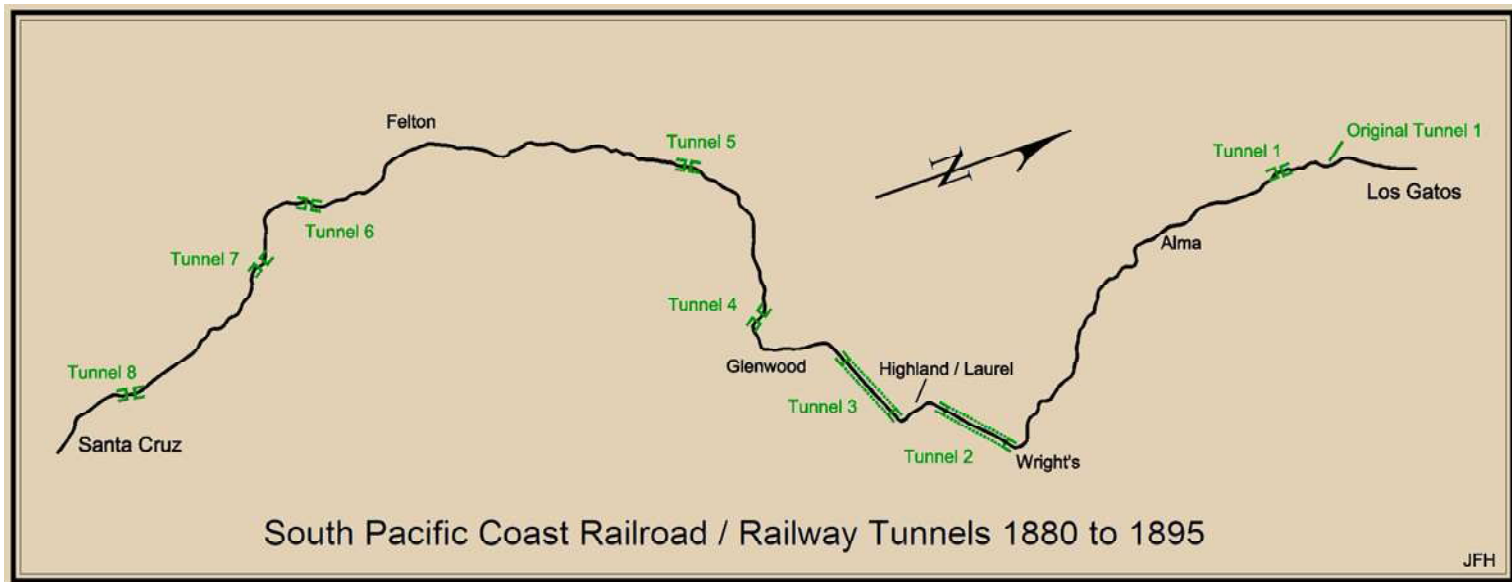 Felton
Tunnel 5
N
Original Tunnel 1
Tunnel 1
Los Gatos
Tunnel 6
Alma
Tunnel 7
Tunnel 4
Glenwood
Highland / Laurel
Tunnel 8
Tunnel 3
Santa Cruz
Tunnel 2
Wright's
South Pacific Coast Railroad / Railway Tunnels 1880 to 1895
JFH